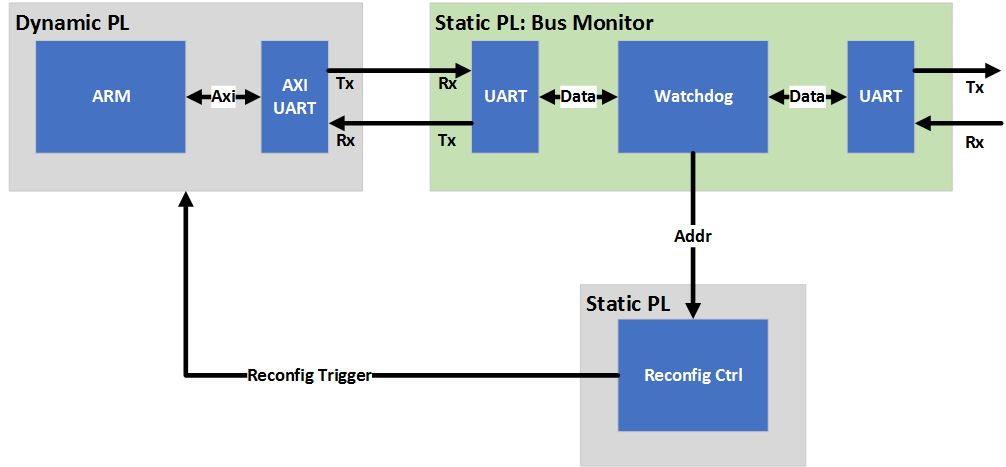 Dynamic PL
Static PL: Bus Monitor
ARM
Axi
AXI
UART
Tx
Rx
Rx
Tx
UART
Data
Watchdog
Data
UART
Tx
Rx
Addr
Static PL
Reconfig Ctrl
Reconfig Trigger